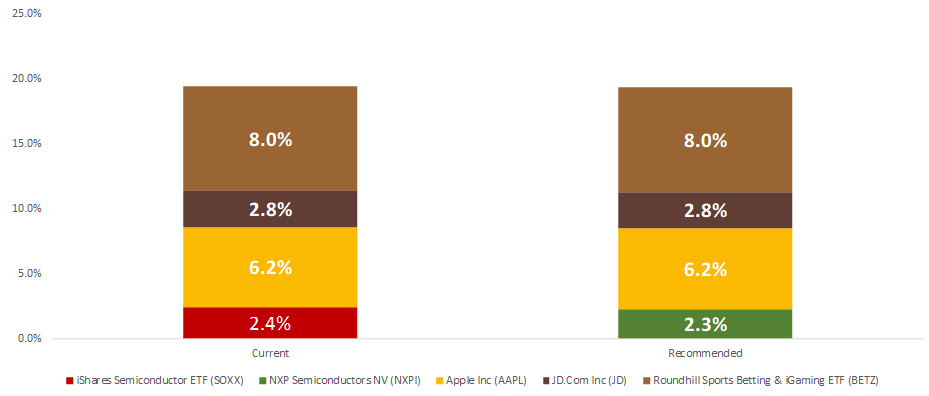 25.0%
20.0%
15.0%
10.0%
5.0%
0.0%
8.0%
2.8%
6.2%
2.4%
8.0%
2.8%
6.2%
2.3%
Current
Recommended
iShares Semiconductor ETF (SOXX)
NXP Semiconductors NV (NXPI)
Apple Inc (AAPL)
JD.Com Inc (JD)
Roundhill Sports Betting & iGaming ETF (BETZ)